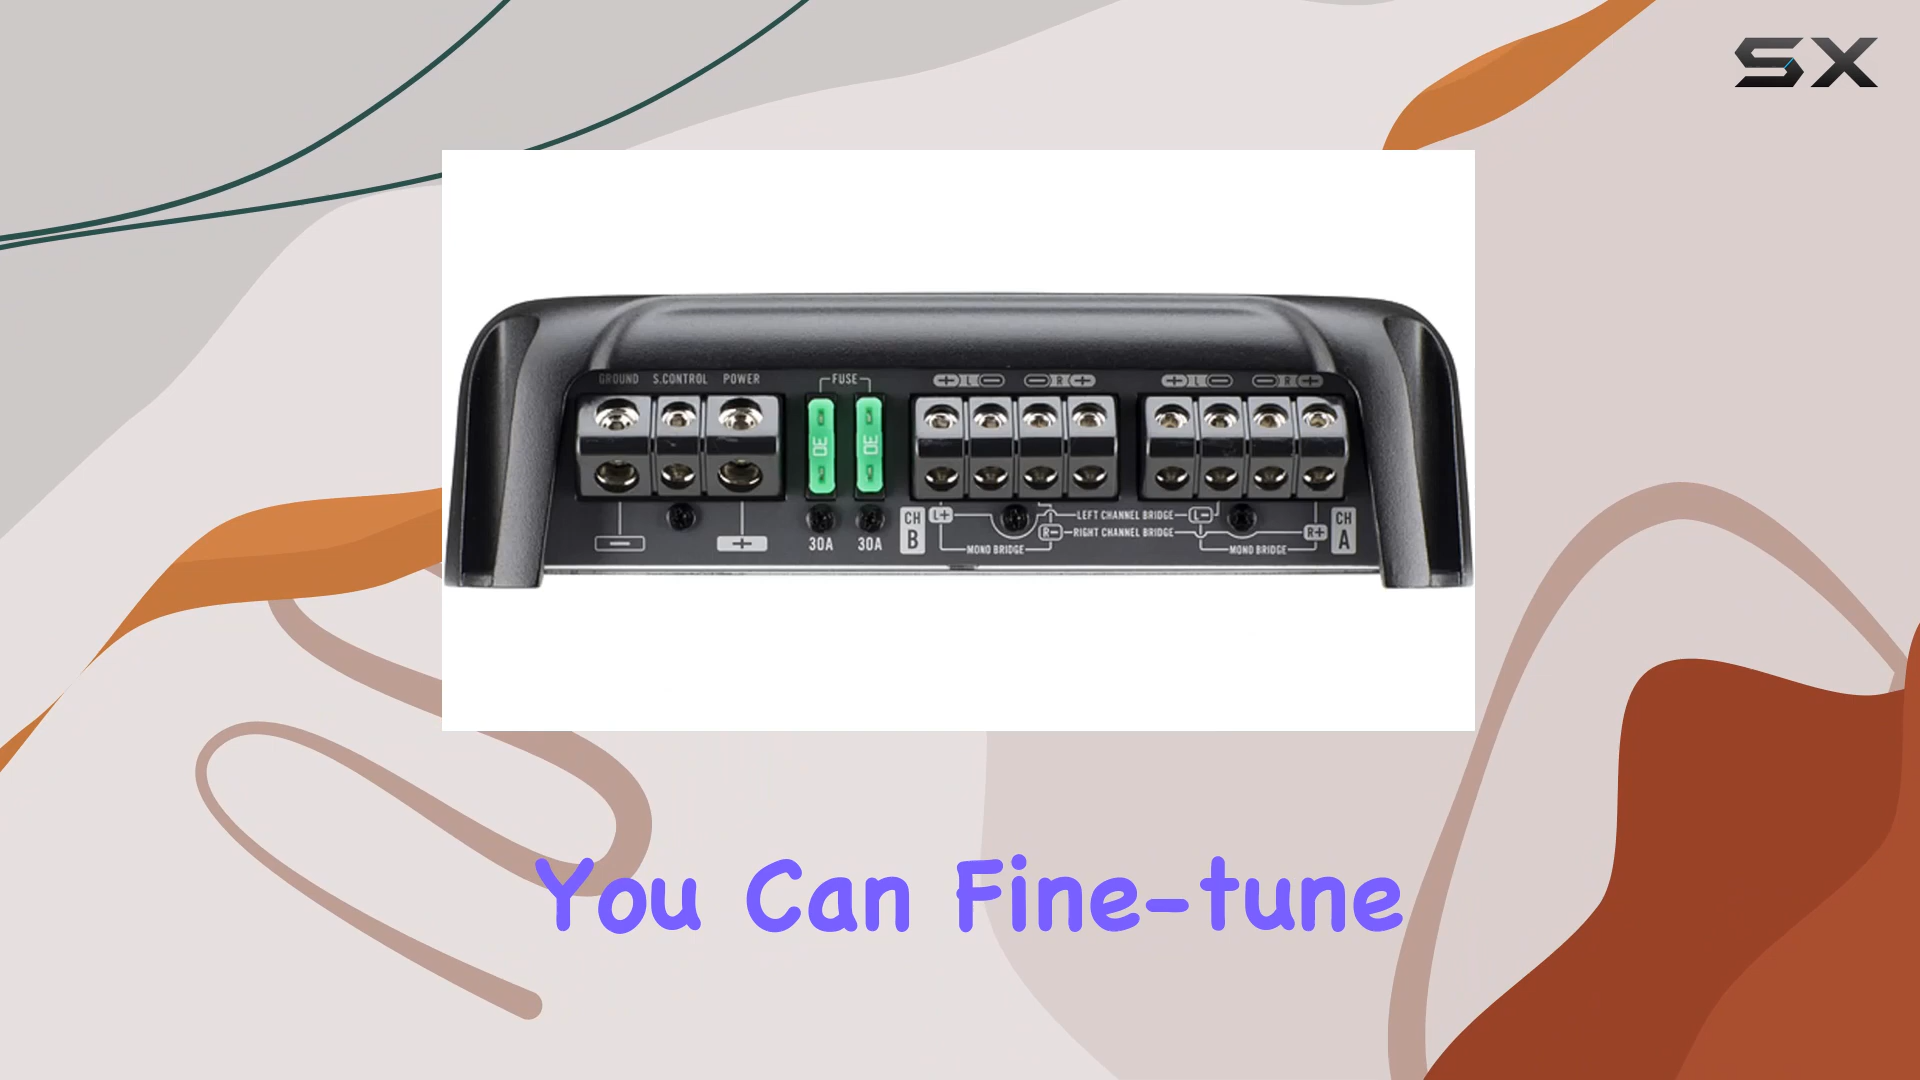 SX
GROUND S.CONTROL POWER FUSE + L - - R + + L - - R +
30 30
CH B L+ LEFT CHANNEL BRIDGE L- CH A
R- RIGHT CHANNEL BRIDGE R+
- + 30A 30A MONO BRIDGE MONO BRIDGE
You Can Fine-tune